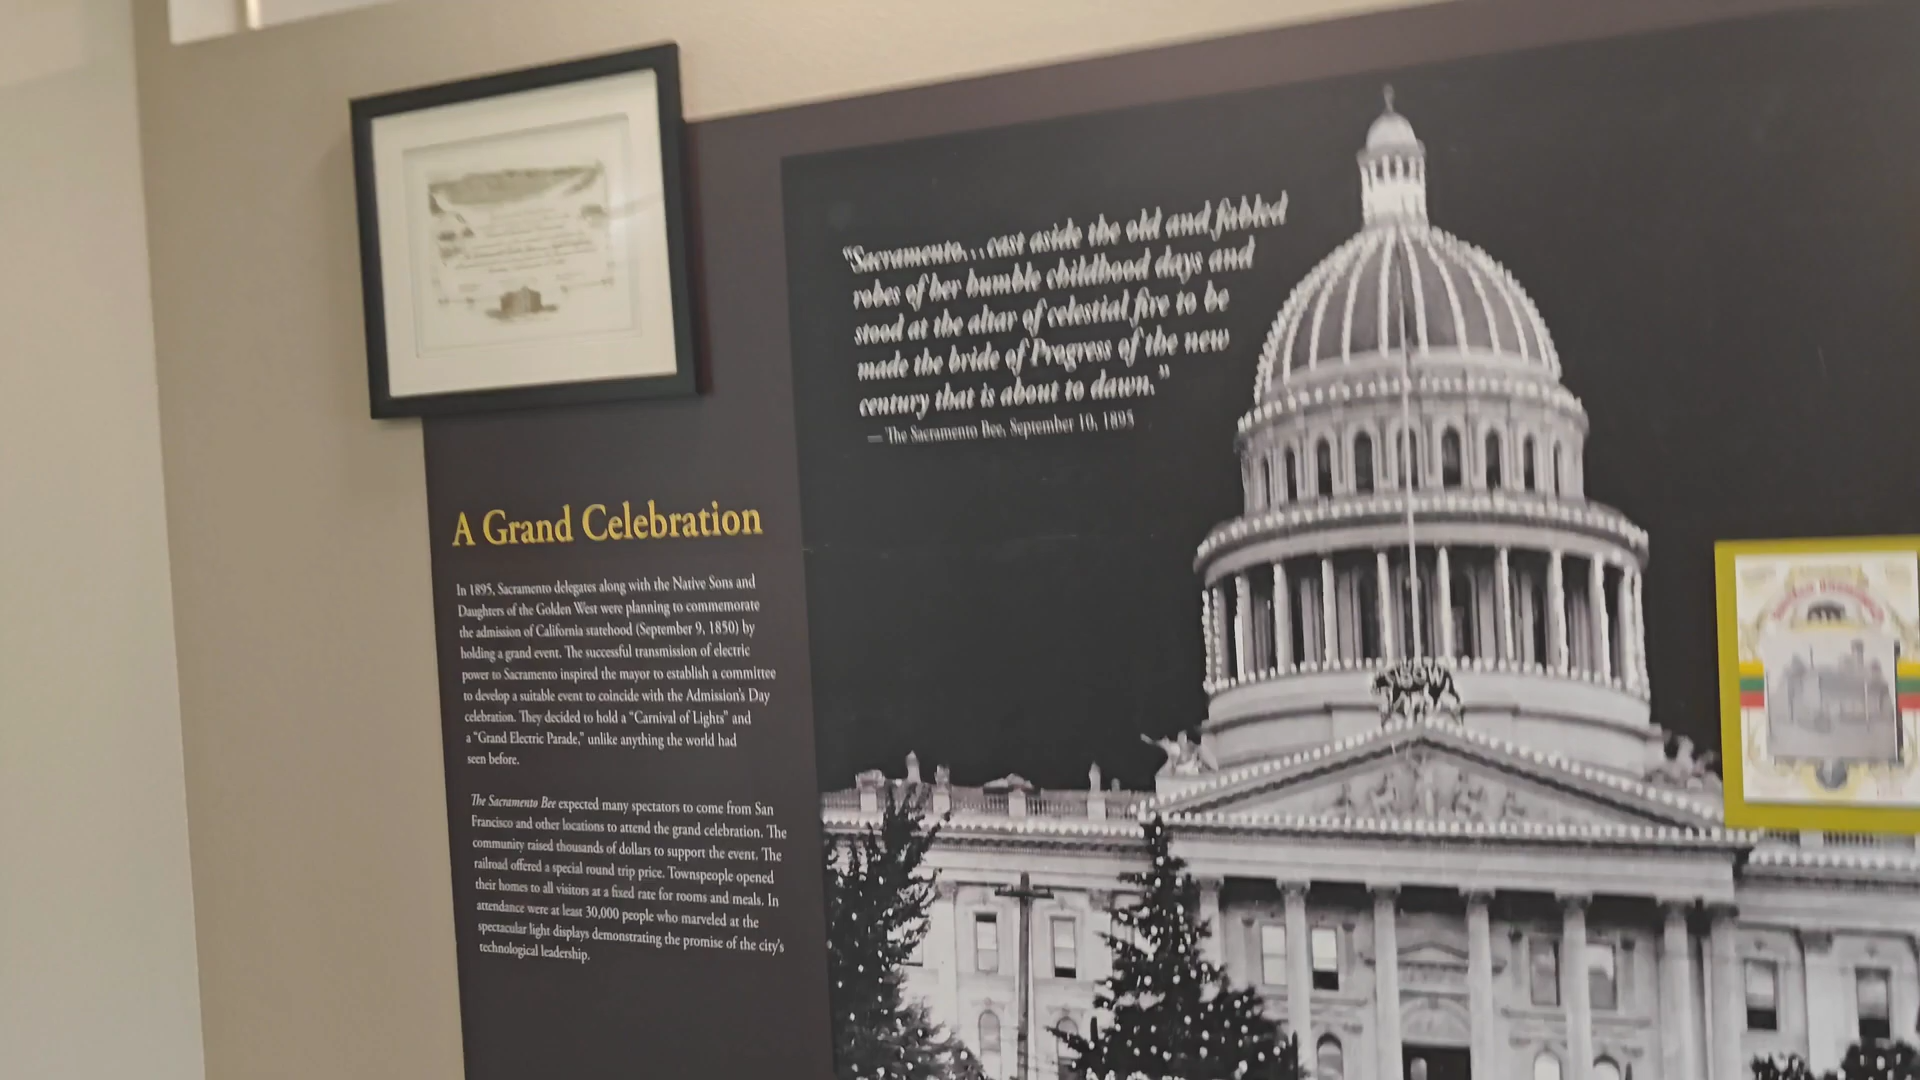 "Sacramento...cast aside the old and fabled
robes of her humble childhood days and
stood at the altar of celestial fire to be
made the bride of Progress of the new
century that is about to dawn."
— The Sacramento Bee, September 10, 1895
A Grand Celebration
In 1895, Sacramento delegates along with the Native Sons and
Daughters of the Golden West were planning to commemorate
the admission of California statehood (September 9, 1850) by
holding a grand event. The successful transmission of electric
power to Sacramento inspired the mayor to establish a committee
to develop a suitable event to coincide with the Admission's Day
celebration. They decided to hold a "Carnival of Lights" and
a "Grand Electric Parade," unlike anything the world had
seen before.
The Sacramento Bee expected many spectators to come from San
Francisco and other locations to attend the grand celebration. The
community raised thousands of dollars to support the event. The
railroad offered a special round trip price. Townspeople opened
their homes to all visitors at a fixed rate for rooms and meals. In
attendance were at least 30,000 people who marveled at the
spectacular light displays demonstrating the promise of the city's
technological leadership.